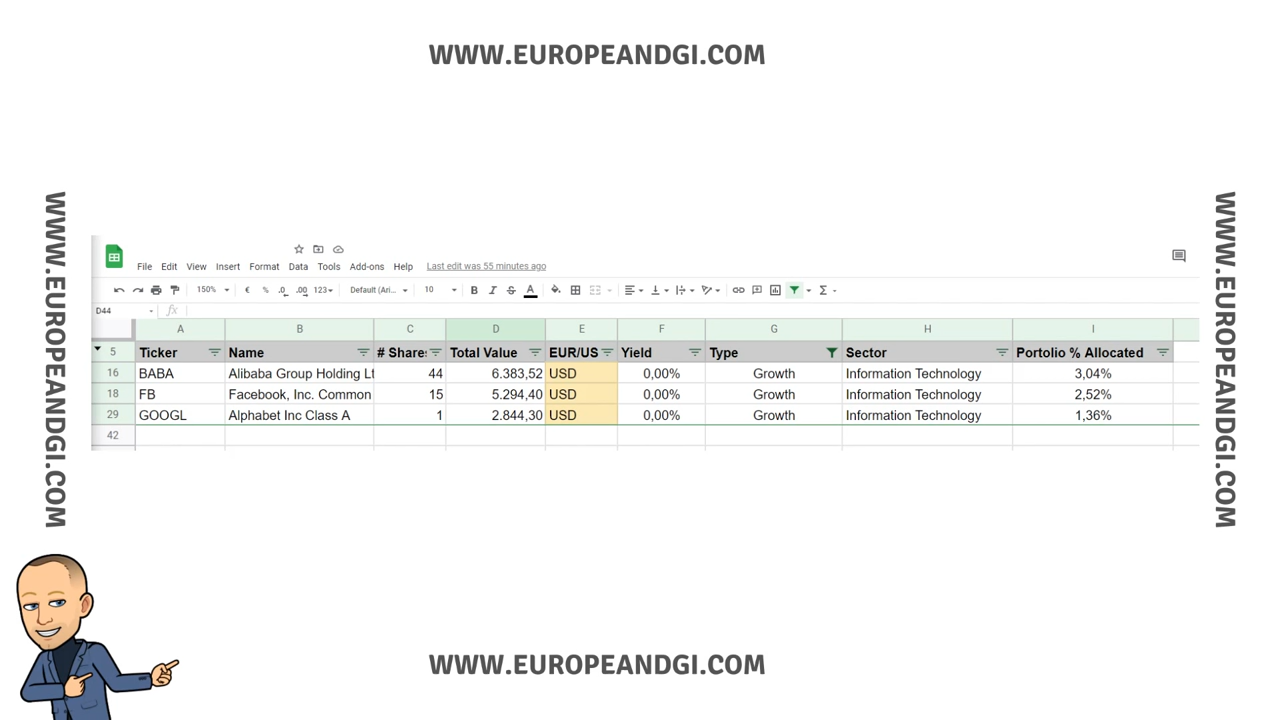 WWW.EUROPEANDGI.COM
WWW.EUROPEANDGI.COM
WWW.EUROPEANDGI.COM
File Edit View Insert Format Data Tools Add-ons Help Last edit was 55 minutes ago
150% € % .0 .00 123 Default (Ari... 10 B I S A Σ
D44 fx
A B C D E F G H I
5 Ticker Name # Share: Total Value EUR/US Yield Type Sector Portolio % Allocated
16 BABA Alibaba Group Holding Lt 44 6.383,52 USD 0,00% Growth Information Technology 3,04%
18 FB Facebook, Inc. Common 15 5.294,40 USD 0,00% Growth Information Technology 2,52%
29 GOOGL Alphabet Inc Class A 1 2.844,30 USD 0,00% Growth Information Technology 1,36%
42
WWW.EUROPEANDGI.COM